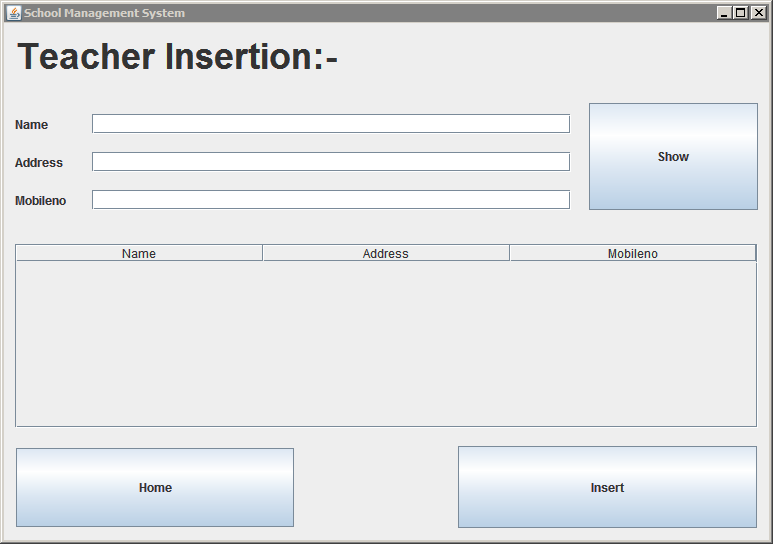 School Management System
Teacher Insertion:-
Name
Address
Mobileno
Show
Name Address Mobileno
Home Insert